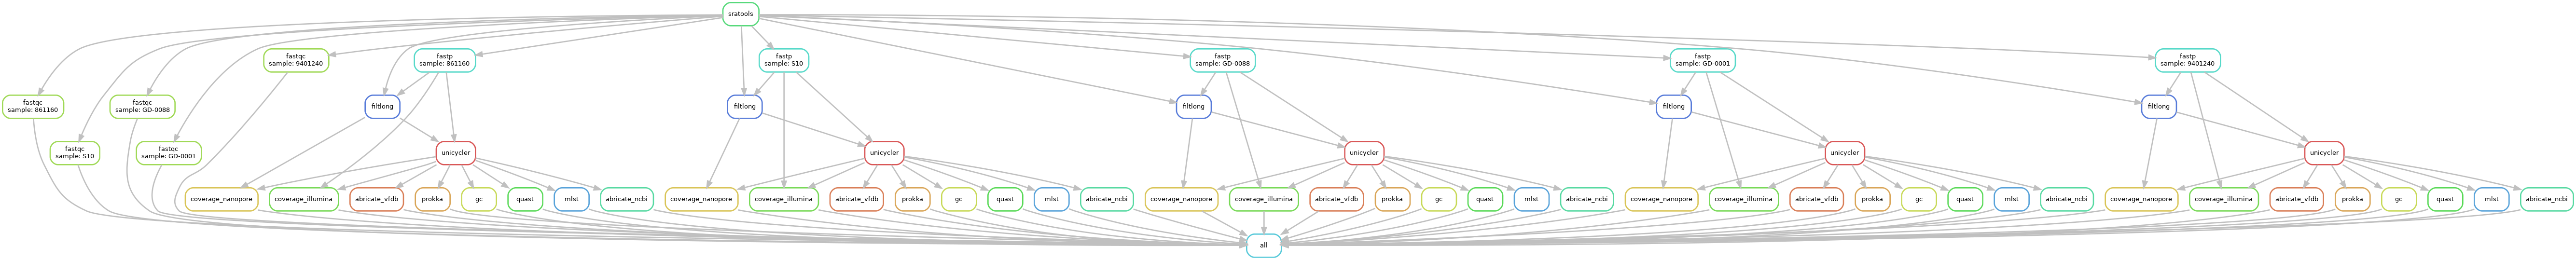 sratools
fastqc
sample: 9401240
fastp
sample: 861160
fastp
sample: S10
fastp
sample: GD-0088
fastp
sample: GD-0001
fastp
sample: 9401240
fastqc
sample: 861160
fastqc
sample: GD-0088
filtlong
filtlong
filtlong
filtlong
filtlong
fastqc
sample: S10
fastqc
sample: GD-0001
unicycler
unicycler
unicycler
unicycler
unicycler
coverage_nanopore
coverage_illumina
abricate_vfdb
prokka
gc
quast
mlst
abricate_ncbi
coverage_nanopore
coverage_illumina
abricate_vfdb
prokka
gc
quast
mlst
abricate_ncbi
coverage_nanopore
coverage_illumina
abricate_vfdb
prokka
gc
quast
mlst
abricate_ncbi
coverage_nanopore
coverage_illumina
abricate_vfdb
prokka
gc
quast
mlst
abricate_ncbi
coverage_nanopore
coverage_illumina
abricate_vfdb
prokka
gc
quast
mlst
abricate_ncbi
all